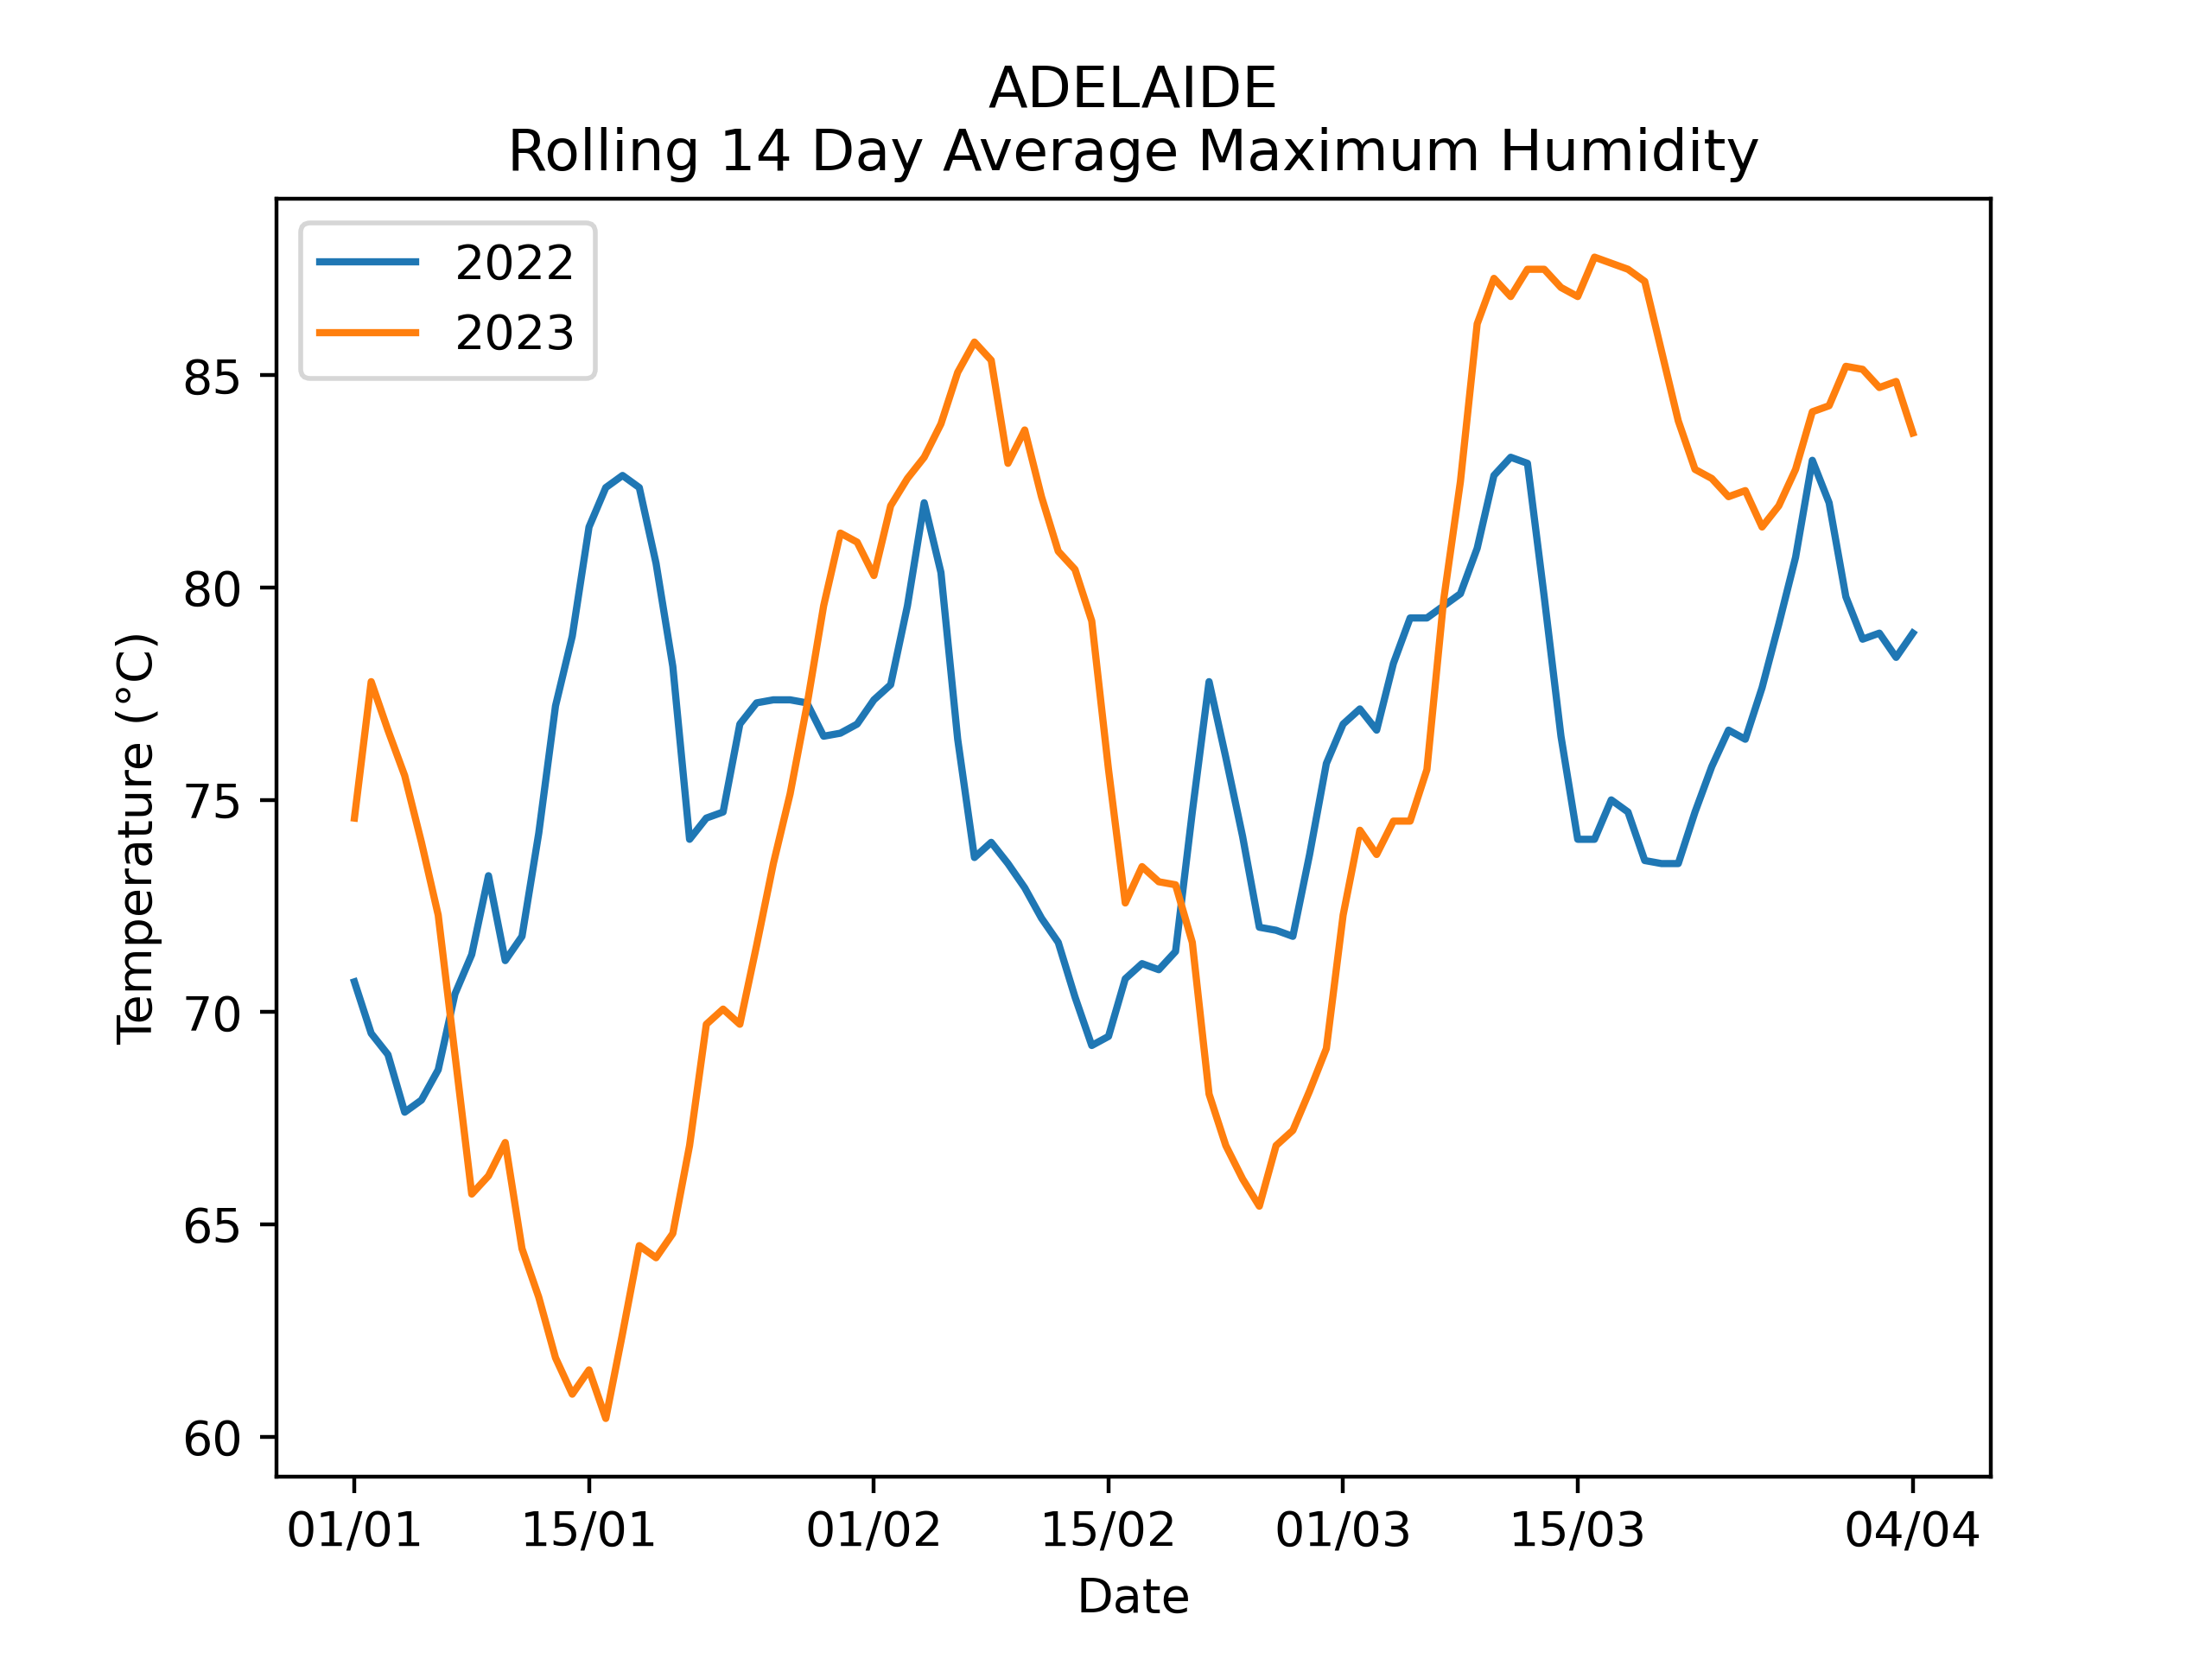 ADELAIDE
Rolling 14 Day Average Maximum Humidity
2022
2023
Temperature (°C)
85
80
75
70
65
60
01/01 15/01 01/02 15/02 01/03 15/03 04/04
Date